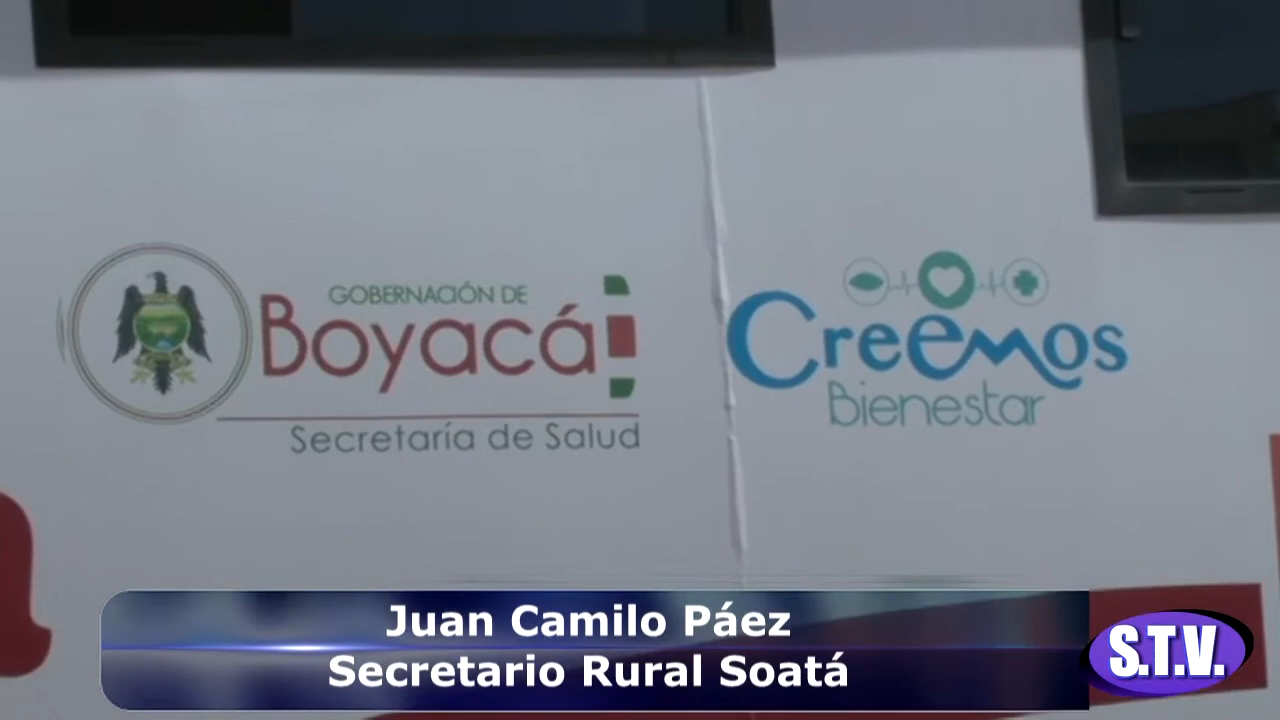 GOBERNACIÓN DE
Boyacá
Secretaría de Salud
Creemos
Bienestar
Juan Camilo Páez
Secretario Rural Soatá
S.T.V.